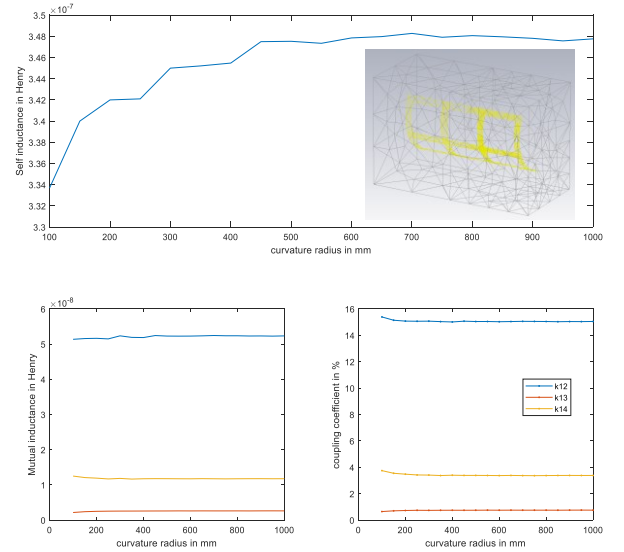 ×10⁻⁷
3.5
3.48
3.46
3.44
3.42
3.4
3.38
3.36
3.34
3.32
3.3
Self inductance in Henry
100 200 300 400 500 600 700 800 900 1000
curvature radius in mm
×10⁻⁸
6
5
4
3
2
1
0
Mutual inductance in Henry
0 200 400 600 800 1000
curvature radius in mm
16
14
12
10
8
6
4
2
0
coupling coefficient in %
k12
k13
k14
0 200 400 600 800 1000
curvature radius in mm